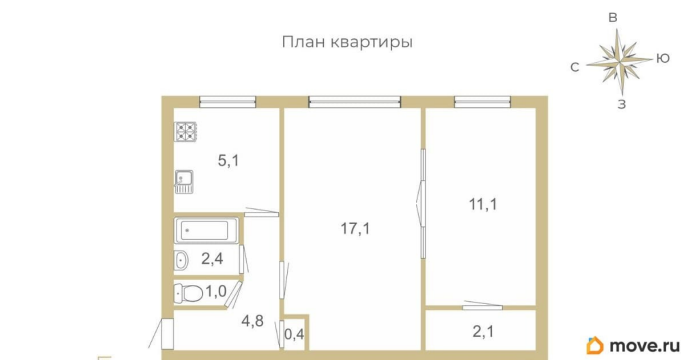 План квартиры
В
С
Ю
З
5,1
17,1
11,1
2,4
1,0
4,8
0,4
2,1
move.ru